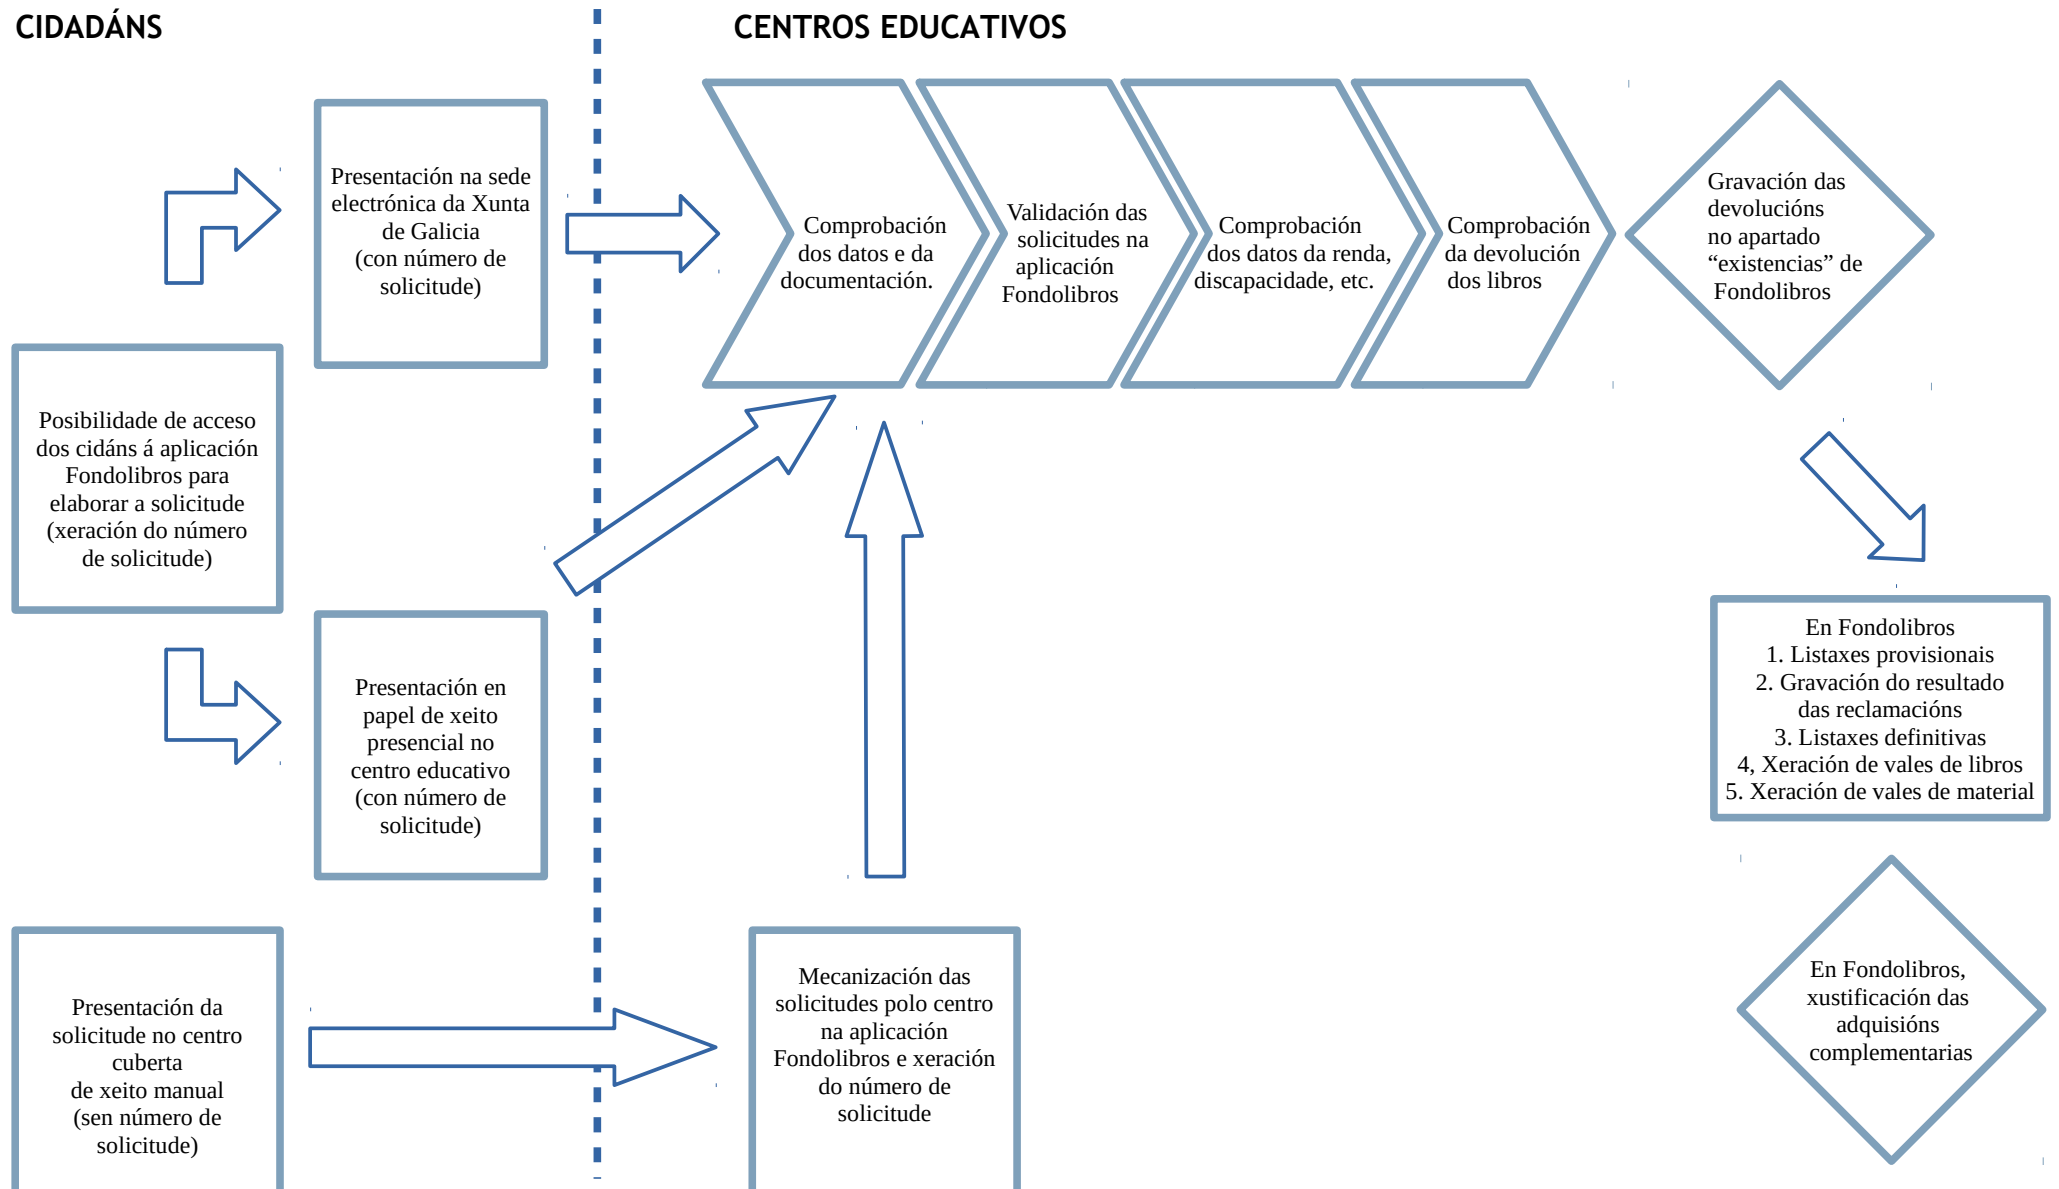 CIDADÁNS
CENTROS EDUCATIVOS
Presentación na sede
electrónica da Xunta
de Galicia
(con número de
solicitude)
Comprobación
dos datos e da
documentación.
Validación das
solicitudes na
aplicación
Fondolibros
Comprobación
dos datos da renda,
discapacidade, etc.
Comprobación
da devolución
dos libros
Gravación das
devolucións
no apartado
“existencias” de
Fondolibros
Posibilidade de acceso
dos cidáns á aplicación
Fondolibros para
elaborar a solicitude
(xeración do número
de solicitude)
Presentación en
papel de xeito
presencial no
centro educativo
(con número de
solicitude)
En Fondolibros
1. Listaxes provisionais
2. Gravación do resultado
das reclamacións
3. Listaxes definitivas
4, Xeración de vales de libros
5. Xeración de vales de material
Presentación da
solicitude no centro
cuberta
de xeito manual
(sen número de
solicitude)
Mecanización das
solicitudes polo centro
na aplicación
Fondolibros e xeración
do número de
solicitude
En Fondolibros,
xustificación das
adquisións
complementarias